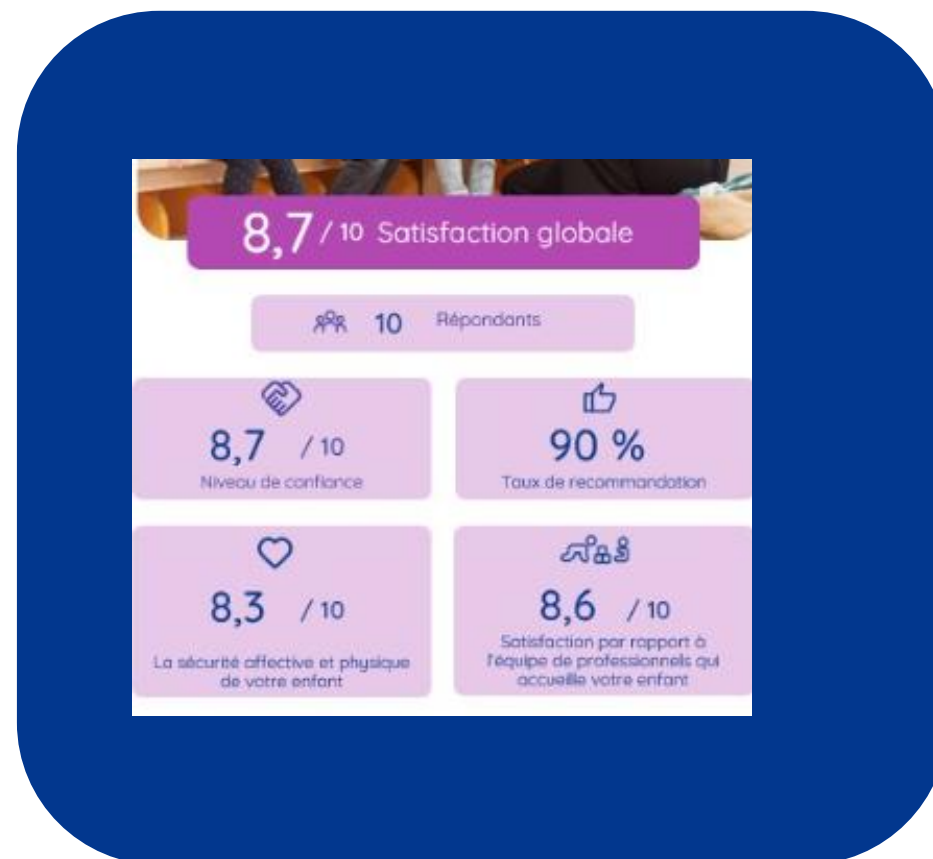 8,7 / 10 Satisfaction globale
10 Répondants
8,7 / 10
Niveau de confiance
90 %
Taux de recommandation
8,3 / 10
La sécurité affective et physique
de votre enfant
8,6 / 10
Satisfaction par rapport à
l'équipe de professionnels qui
accueille votre enfant